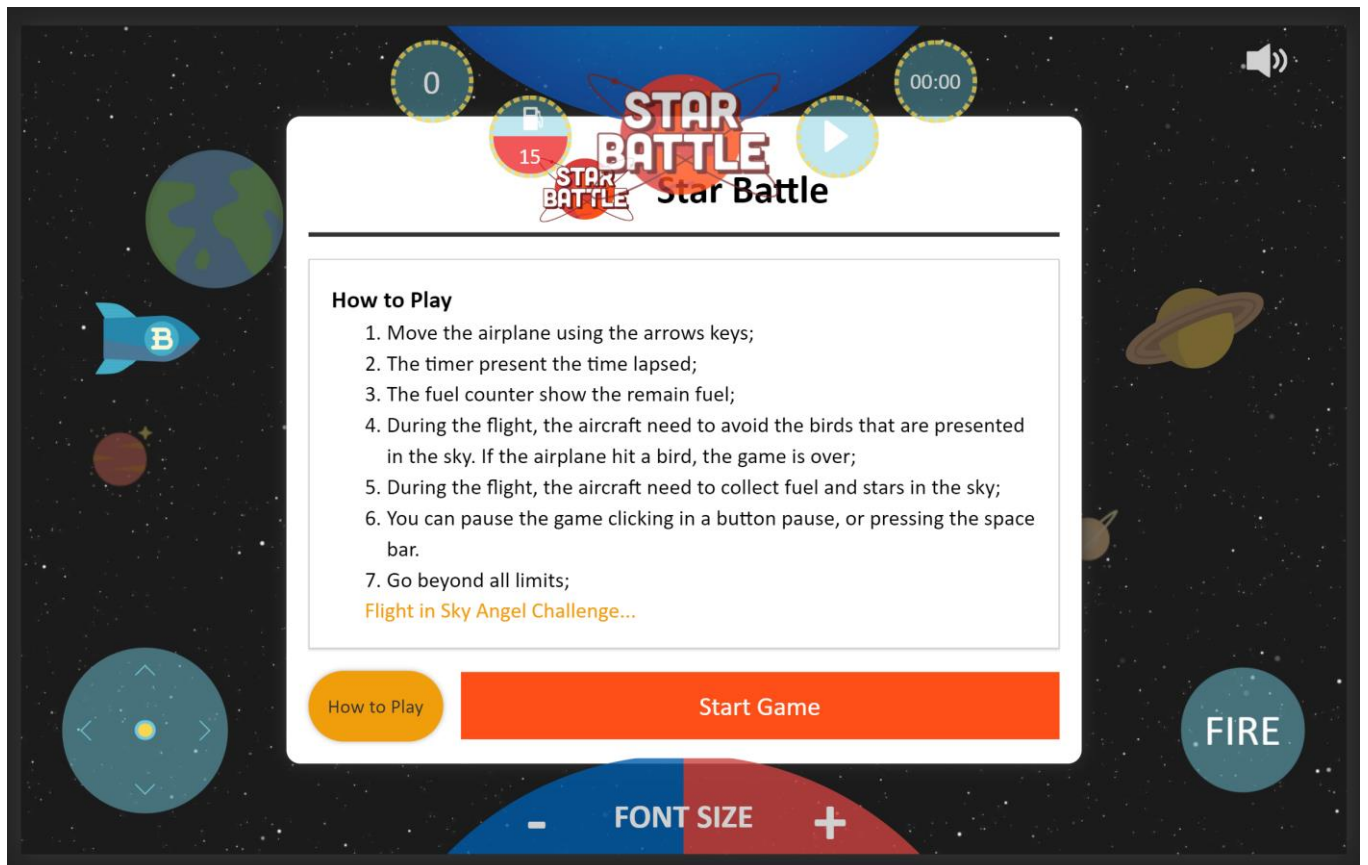 0
00:00
15
STAR
BATTLE
STAR
BATTLE
Star Battle
B
How to Play
1. Move the airplane using the arrows keys;
2. The timer present the time lapsed;
3. The fuel counter show the remain fuel;
4. During the flight, the aircraft need to avoid the birds that are presented
in the sky. If the airplane hit a bird, the game is over;
5. During the flight, the aircraft need to collect fuel and stars in the sky;
6. You can pause the game clicking in a button pause, or pressing the space
bar.
7. Go beyond all limits;
Flight in Sky Angel Challenge...
How to Play
Start Game
FIRE
- FONT SIZE +